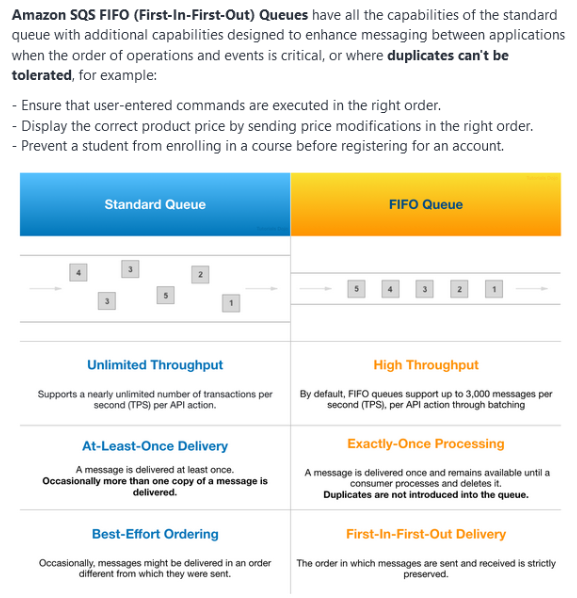 Amazon SQS FIFO (First-In-First-Out) Queues have all the capabilities of the standard
queue with additional capabilities designed to enhance messaging between applications
when the order of operations and events is critical, or where duplicates can't be
tolerated, for example:
- Ensure that user-entered commands are executed in the right order.
- Display the correct product price by sending price modifications in the right order.
- Prevent a student from enrolling in a course before registering for an account.
Standard Queue
FIFO Queue
4
3
2
3
5
1
5
4
3
2
1
Unlimited Throughput
Supports a nearly unlimited number of transactions per
second (TPS) per API action.
High Throughput
By default, FIFO queues support up to 3,000 messages per
second (TPS), per API action through batching
At-Least-Once Delivery
A message is delivered at least once.
Occasionally more than one copy of a message is
delivered.
Exactly-Once Processing
A message is delivered once and remains available until a
consumer processes and deletes it.
Duplicates are not introduced into the queue.
Best-Effort Ordering
Occasionally, messages might be delivered in an order
different from which they were sent.
First-In-First-Out Delivery
The order in which messages are sent and received is strictly
preserved.